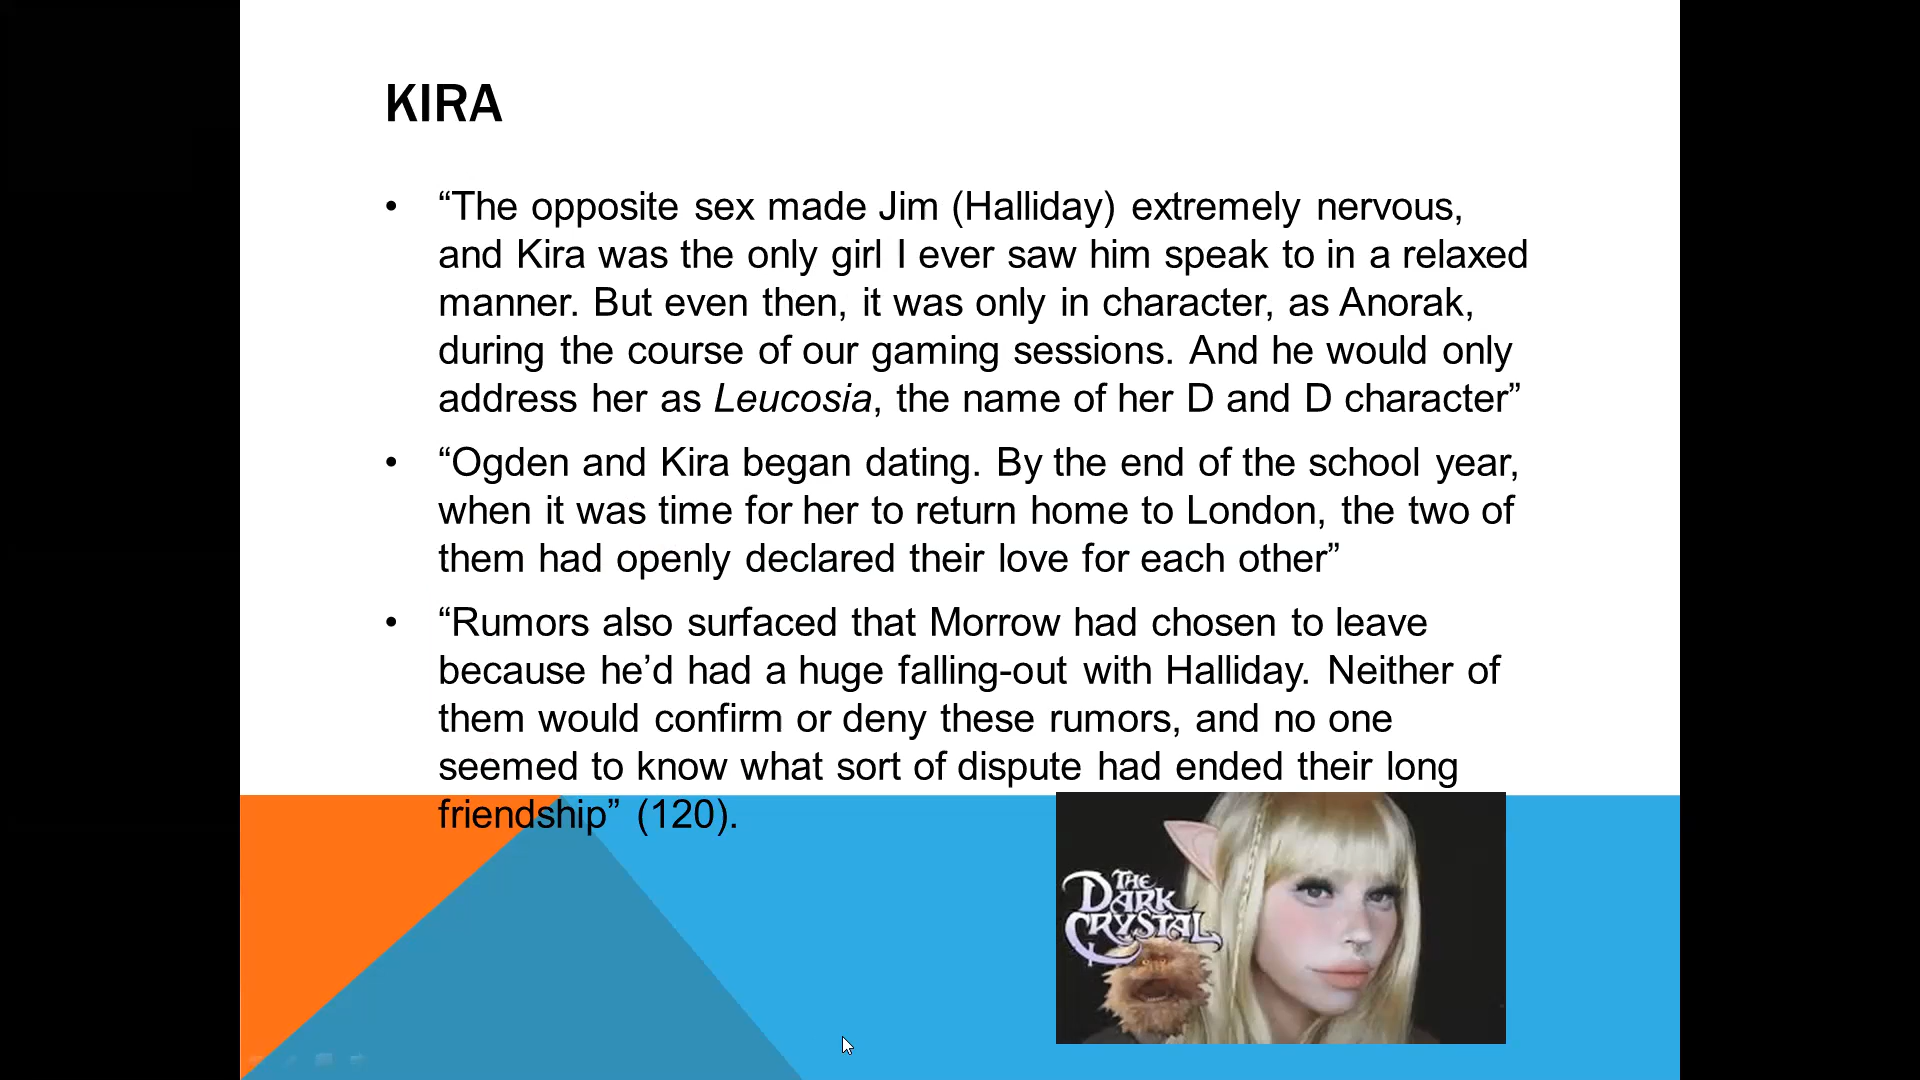 KIRA
• “The opposite sex made Jim (Halliday) extremely nervous,
and Kira was the only girl I ever saw him speak to in a relaxed
manner. But even then, it was only in character, as Anorak,
during the course of our gaming sessions. And he would only
address her as Leucosia, the name of her D and D character”
• “Ogden and Kira began dating. By the end of the school year,
when it was time for her to return home to London, the two of
them had openly declared their love for each other”
• “Rumors also surfaced that Morrow had chosen to leave
because he’d had a huge falling-out with Halliday. Neither of
them would confirm or deny these rumors, and no one
seemed to know what sort of dispute had ended their long
friendship” (120).
THE
DARK
CRYSTAL